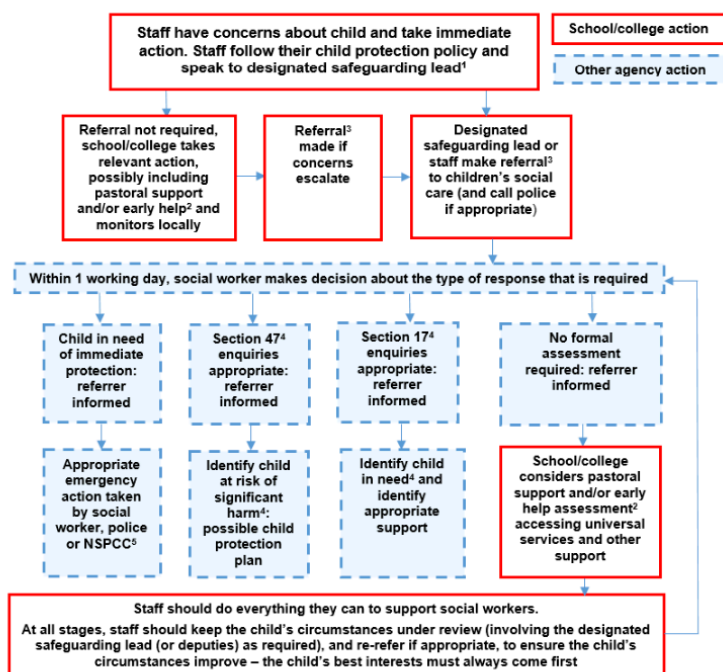 Staff have concerns about child and take immediate
action. Staff follow their child protection policy and
speak to designated safeguarding lead¹
School/college action
Other agency action
Referral not required,
school/college takes
relevant action,
possibly including
pastoral support
and/or early help² and
monitors locally
Referral³
made if
concerns
escalate
Designated
safeguarding lead or
staff make referral³
to children’s social
care (and call police
if appropriate)
Within 1 working day, social worker makes decision about the type of response that is required
Child in need
of immediate
protection:
referrer
informed
Section 47⁴
enquiries
appropriate:
referrer
informed
Section 17⁴
enquiries
appropriate:
referrer
informed
No formal
assessment
required: referrer
informed
Appropriate
emergency
action taken
by social
worker, police
or NSPCC⁵
Identify child
at risk of
significant
harm⁴:
possible child
protection
plan
Identify child
in need⁴ and
identify
appropriate
support
School/college
considers pastoral
support and/or early
help assessment²
accessing universal
services and other
support
Staff should do everything they can to support social workers.
At all stages, staff should keep the child’s circumstances under review (involving the designated
safeguarding lead (or deputies) as required), and re-refer if appropriate, to ensure the child’s
circumstances improve – the child’s best interests must always come first